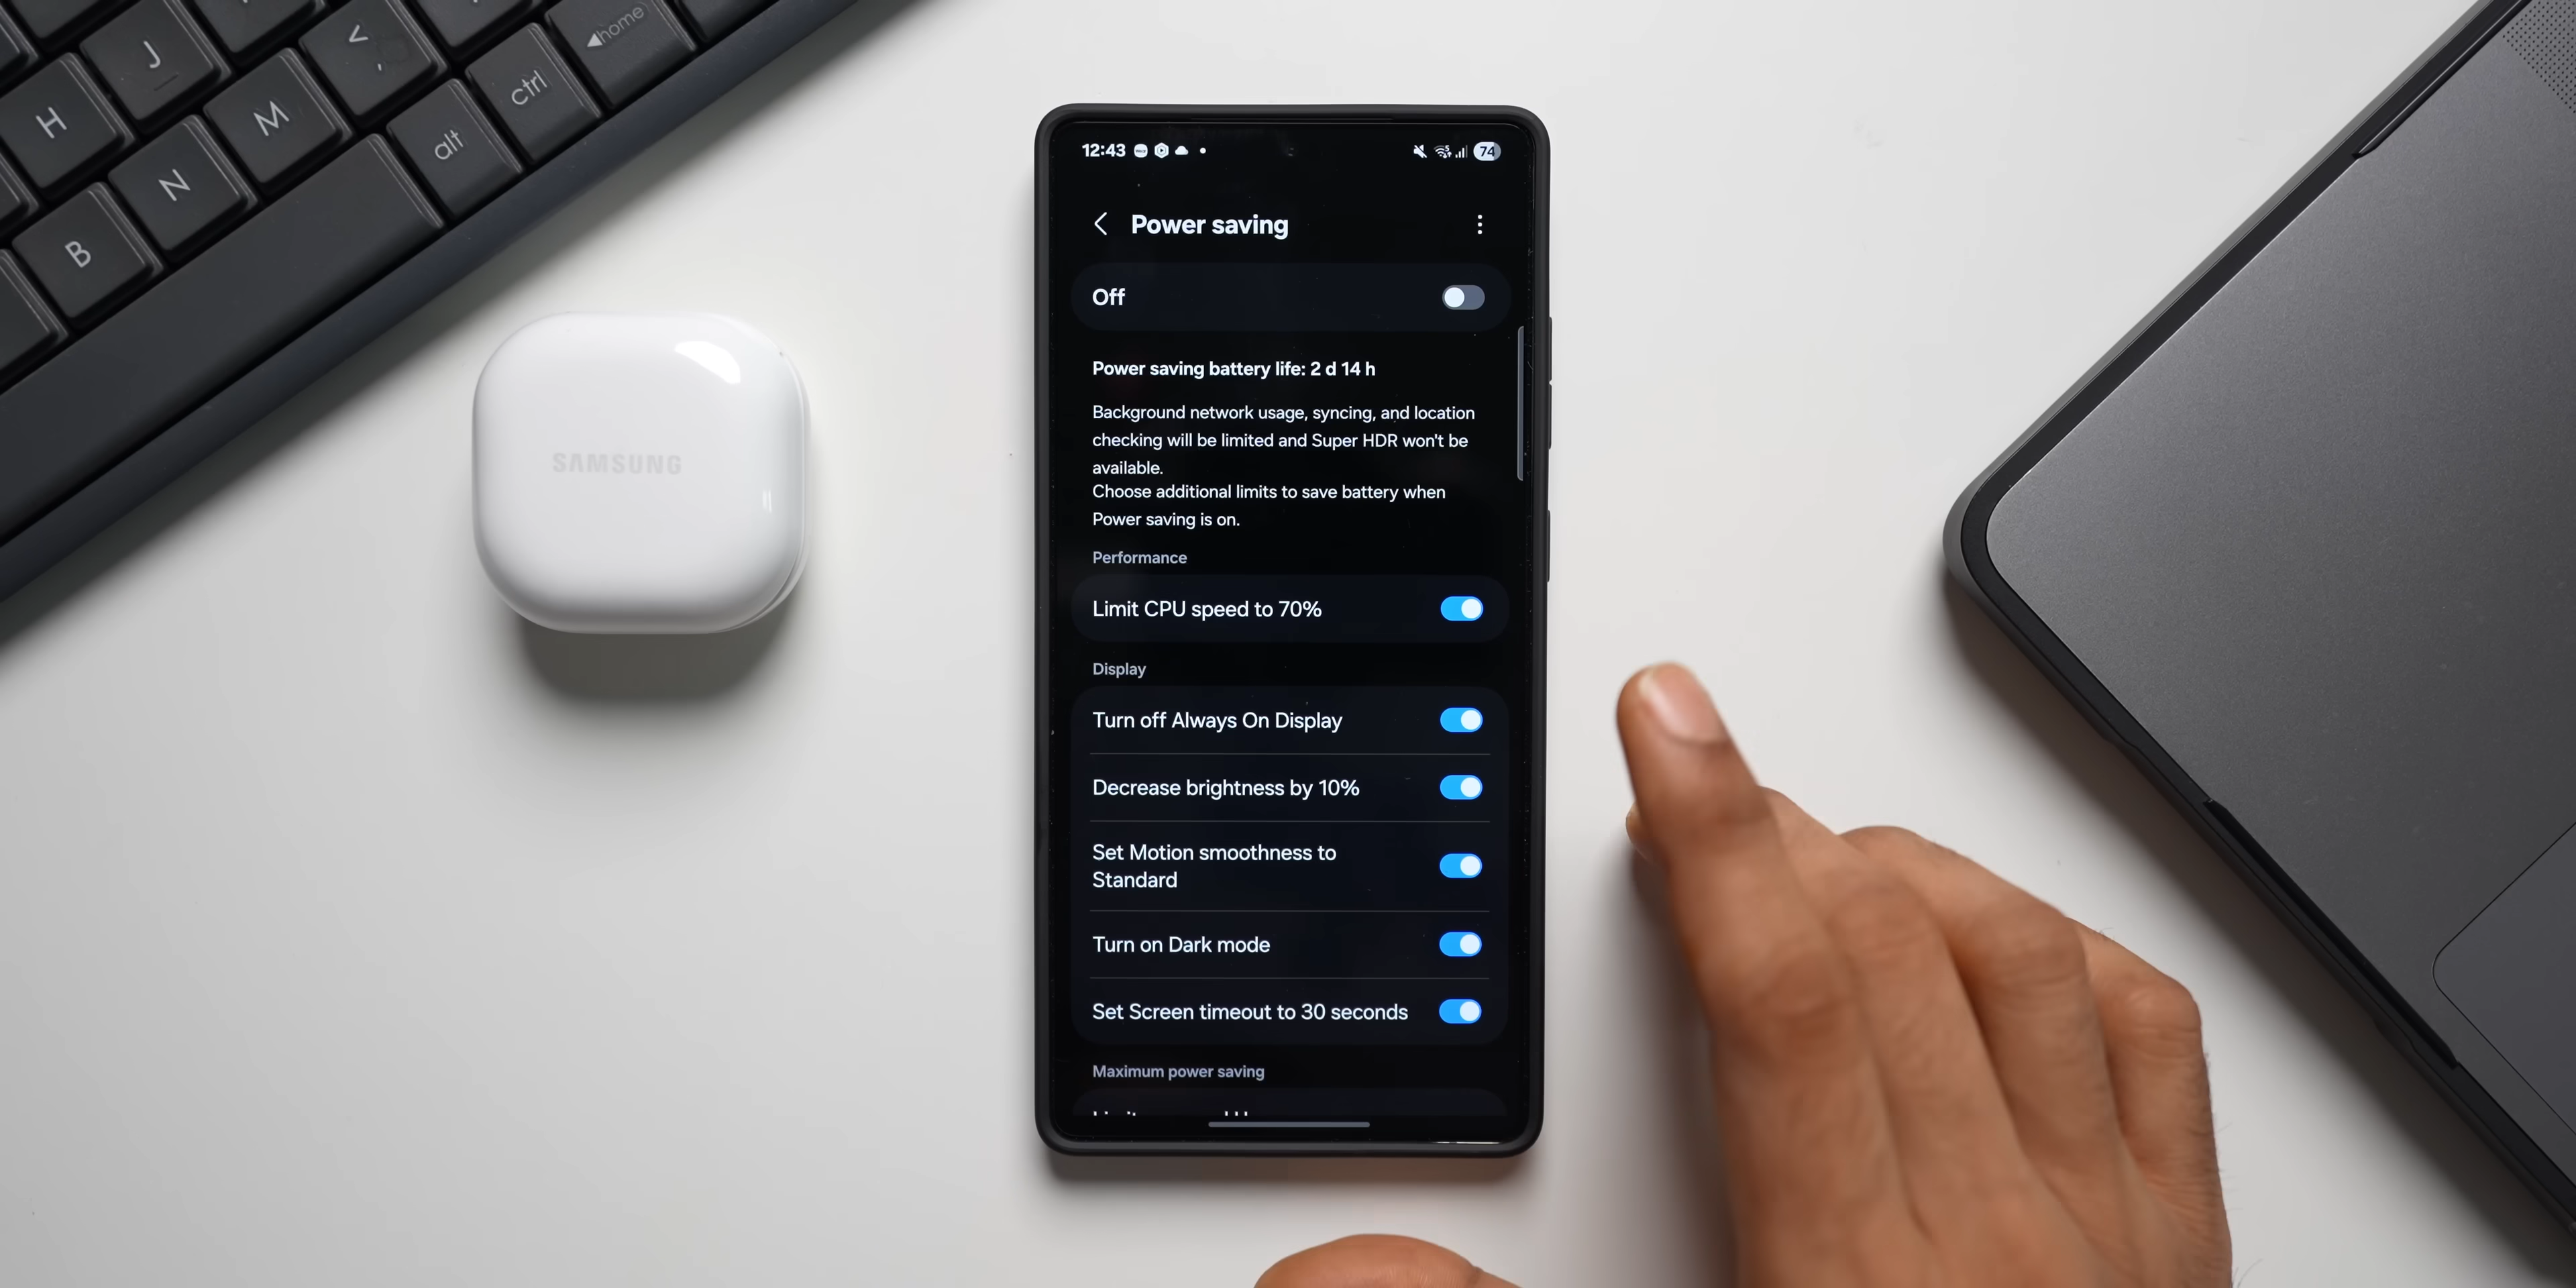 home
J
<
,
ctrl
H
M
alt
N
B
SAMSUNG
12:43
74
Power saving
Off
Power saving battery life: 2 d 14 h
Background network usage, syncing, and location
checking will be limited and Super HDR won't be
available.
Choose additional limits to save battery when
Power saving is on.
Performance
Limit CPU speed to 70%
Display
Turn off Always On Display
Decrease brightness by 10%
Set Motion smoothness to
Standard
Turn on Dark mode
Set Screen timeout to 30 seconds
Maximum power saving